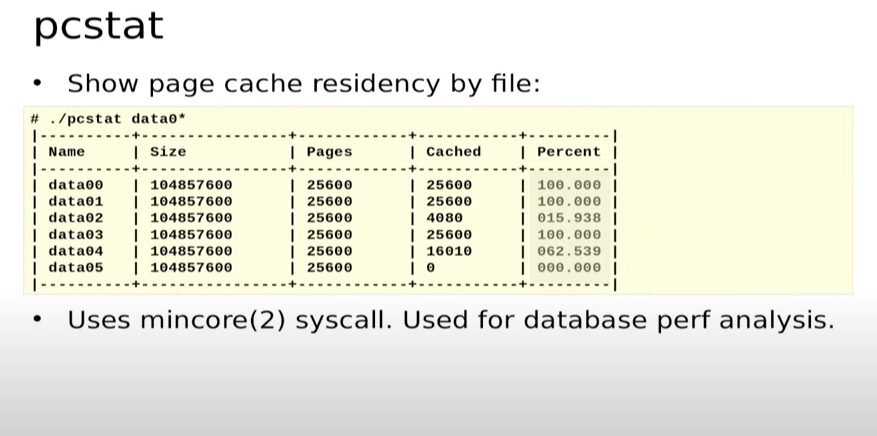 pcstat
• Show page cache residency by file:
# ./pcstat data0*
|----------+----------------+------------+-----------+---------|
| Name | Size | Pages | Cached | Percent |
|----------+----------------+------------+-----------+---------|
| data00 | 104857600 | 25600 | 25600 | 100.000 |
| data01 | 104857600 | 25600 | 25600 | 100.000 |
| data02 | 104857600 | 25600 | 4080 | 015.938 |
| data03 | 104857600 | 25600 | 25600 | 100.000 |
| data04 | 104857600 | 25600 | 16010 | 062.539 |
| data05 | 104857600 | 25600 | 0 | 000.000 |
|----------+----------------+------------+-----------+---------|
• Uses mincore(2) syscall. Used for database perf analysis.